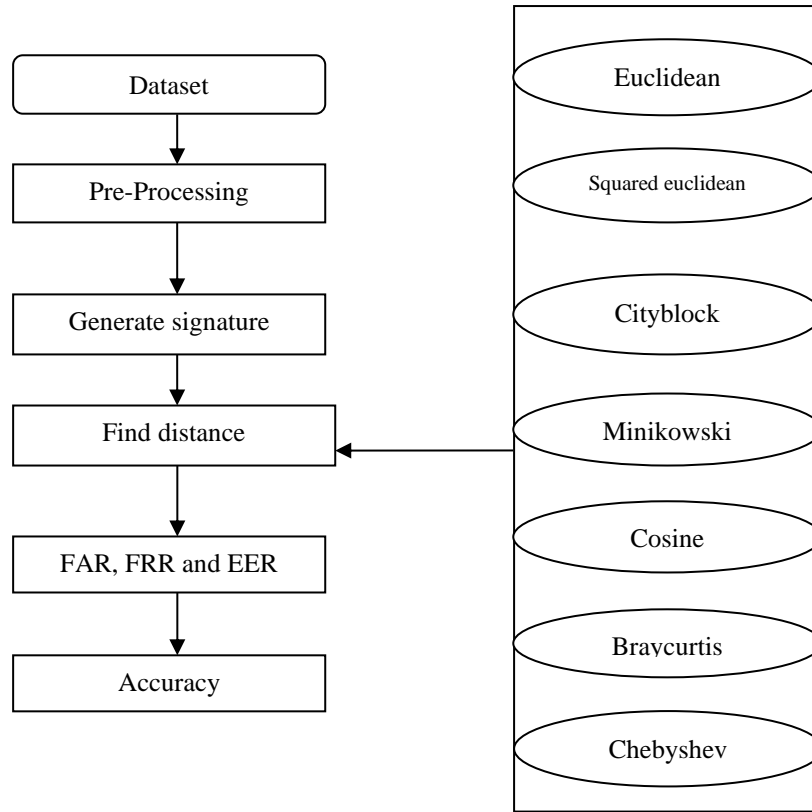 Dataset
Pre-Processing
Generate signature
Find distance
FAR, FRR and EER
Accuracy
Euclidean
Squared euclidean
Cityblock
Minikowski
Cosine
Braycurtis
Chebyshev